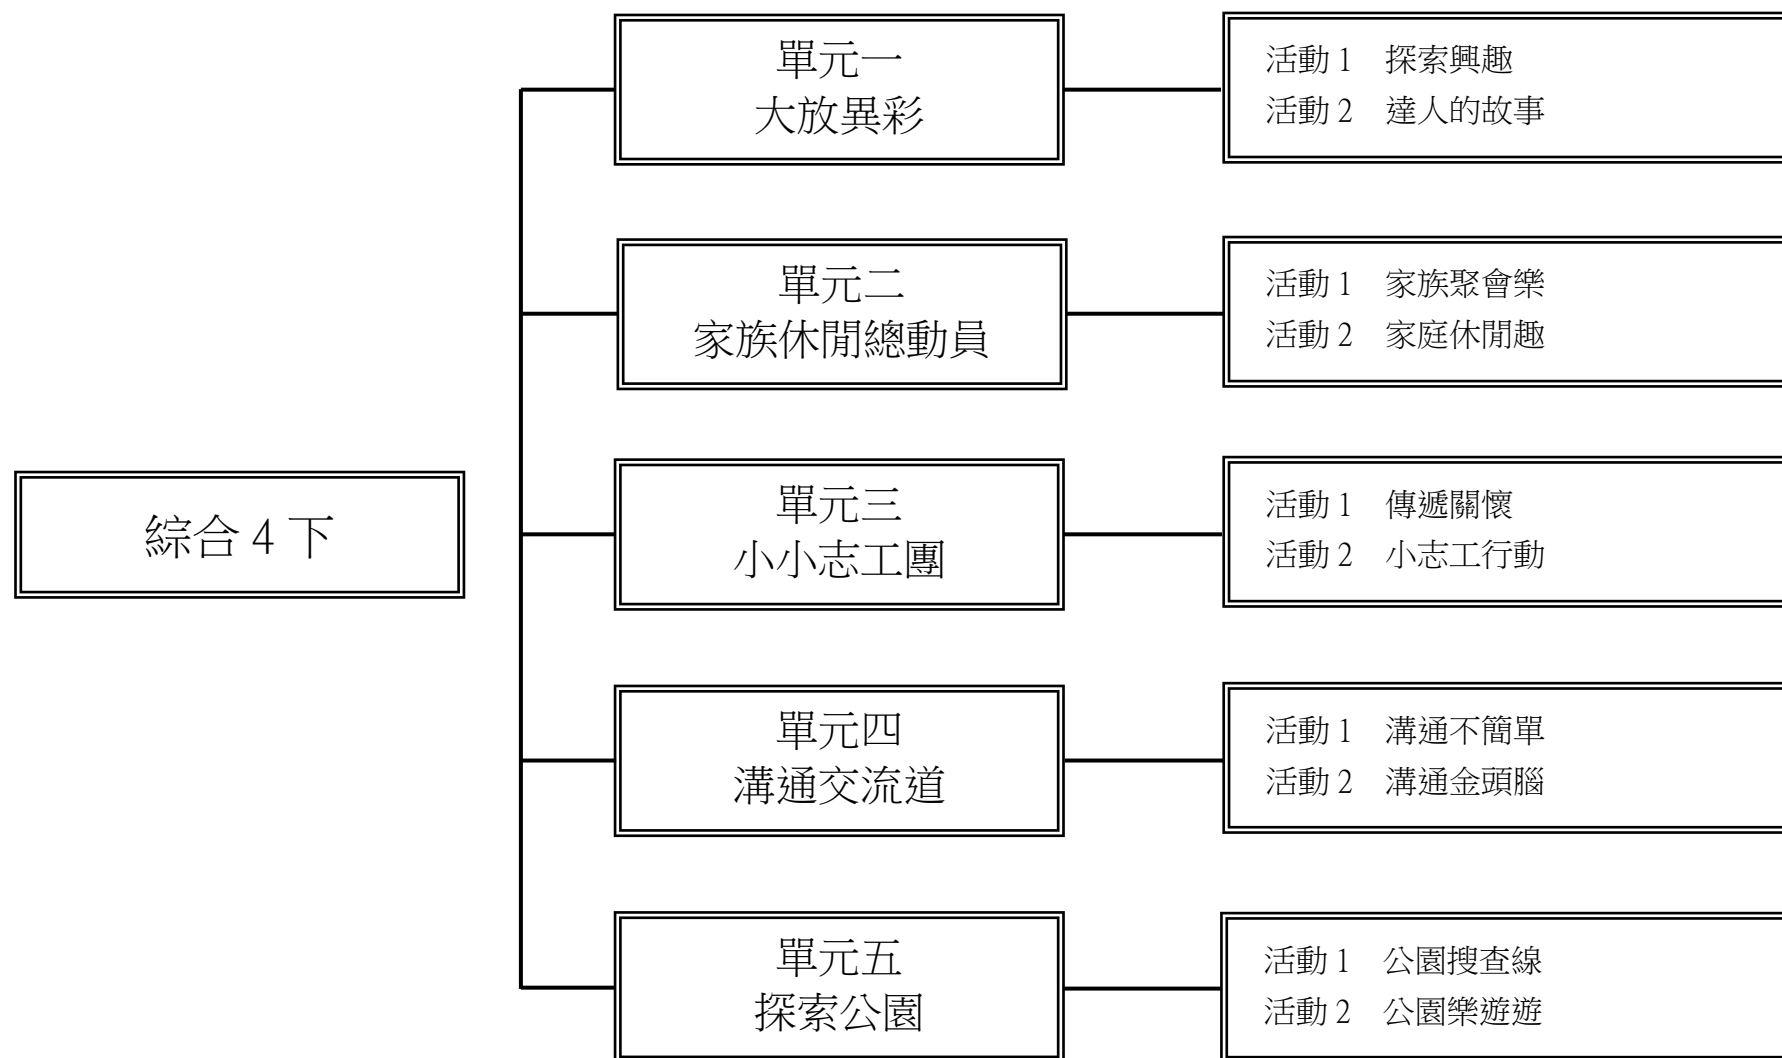 綜合 4 下
單元一
大放異彩
活動 1　探索興趣
活動 2　達人的故事
單元二
家族休閒總動員
活動 1　家族聚會樂
活動 2　家庭休閒趣
單元三
小小志工團
活動 1　傳遞關懷
活動 2　小志工行動
單元四
溝通交流道
活動 1　溝通不簡單
活動 2　溝通金頭腦
單元五
探索公園
活動 1　公園搜查線
活動 2　公園樂遊遊